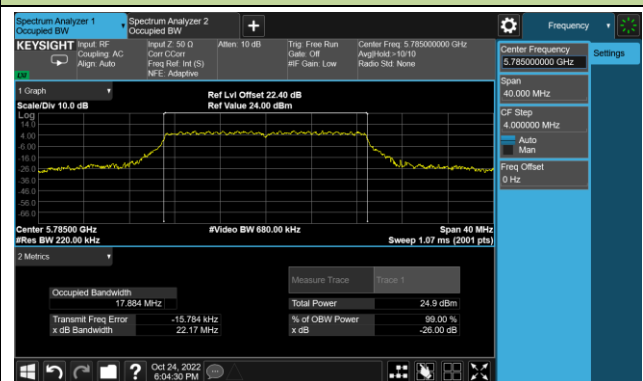 Spectrum Analyzer 1
Occupied BW
Spectrum Analyzer 2
Occupied BW
Frequency
KEYSIGHT
Input: RF
Coupling: AC
Align: Auto
Input Z: 50 Ω
Corr CCorr
Freq Ref: Int (S)
NFE: Adaptive
Atten: 10 dB
Trig: Free Run
Gate: Off
#IF Gain: Low
Center Freq: 5.785000000 GHz
Avg|Hold:>10/10
Radio Std: None
Center Frequency
5.785000000 GHz
Settings
Span
40.000 MHz
CF Step
4.000000 MHz
Auto
Man
Freq Offset
0 Hz
1 Graph
Scale/Div 10.0 dB
Ref Lvl Offset 22.40 dB
Ref Value 24.00 dBm
Log
14.0
4.00
-6.00
-16.0
-26.0
-36.0
-46.0
-56.0
-66.0
Center 5.78500 GHz
#Res BW 220.00 kHz
#Video BW 680.00 kHz
Span 40 MHz
Sweep 1.07 ms (2001 pts)
2 Metrics
Measure Trace
Trace 1
Occupied Bandwidth
17.884 MHz
Total Power
24.9 dBm
Transmit Freq Error
-15.784 kHz
% of OBW Power
99.00 %
x dB Bandwidth
22.17 MHz
x dB
-26.00 dB
Oct 24, 2022
6:04:30 PM